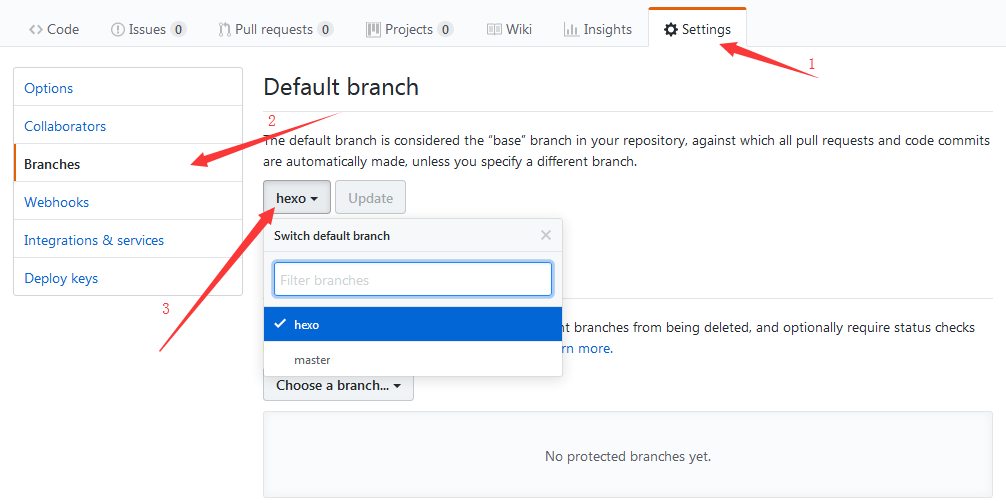 Code Issues 0 Pull requests 0 Projects 0 Wiki Insights Settings
1
Options
Collaborators
Branches
Webhooks
Integrations & services
Deploy keys
Default branch
2
The default branch is considered the “base” branch in your repository, against which all pull requests and code commits
are automatically made, unless you specify a different branch.
hexo Update
3
Switch default branch
Filter branches
hexo
master
nt branches from being deleted, and optionally require status checks
rn more.
Choose a branch...
No protected branches yet.